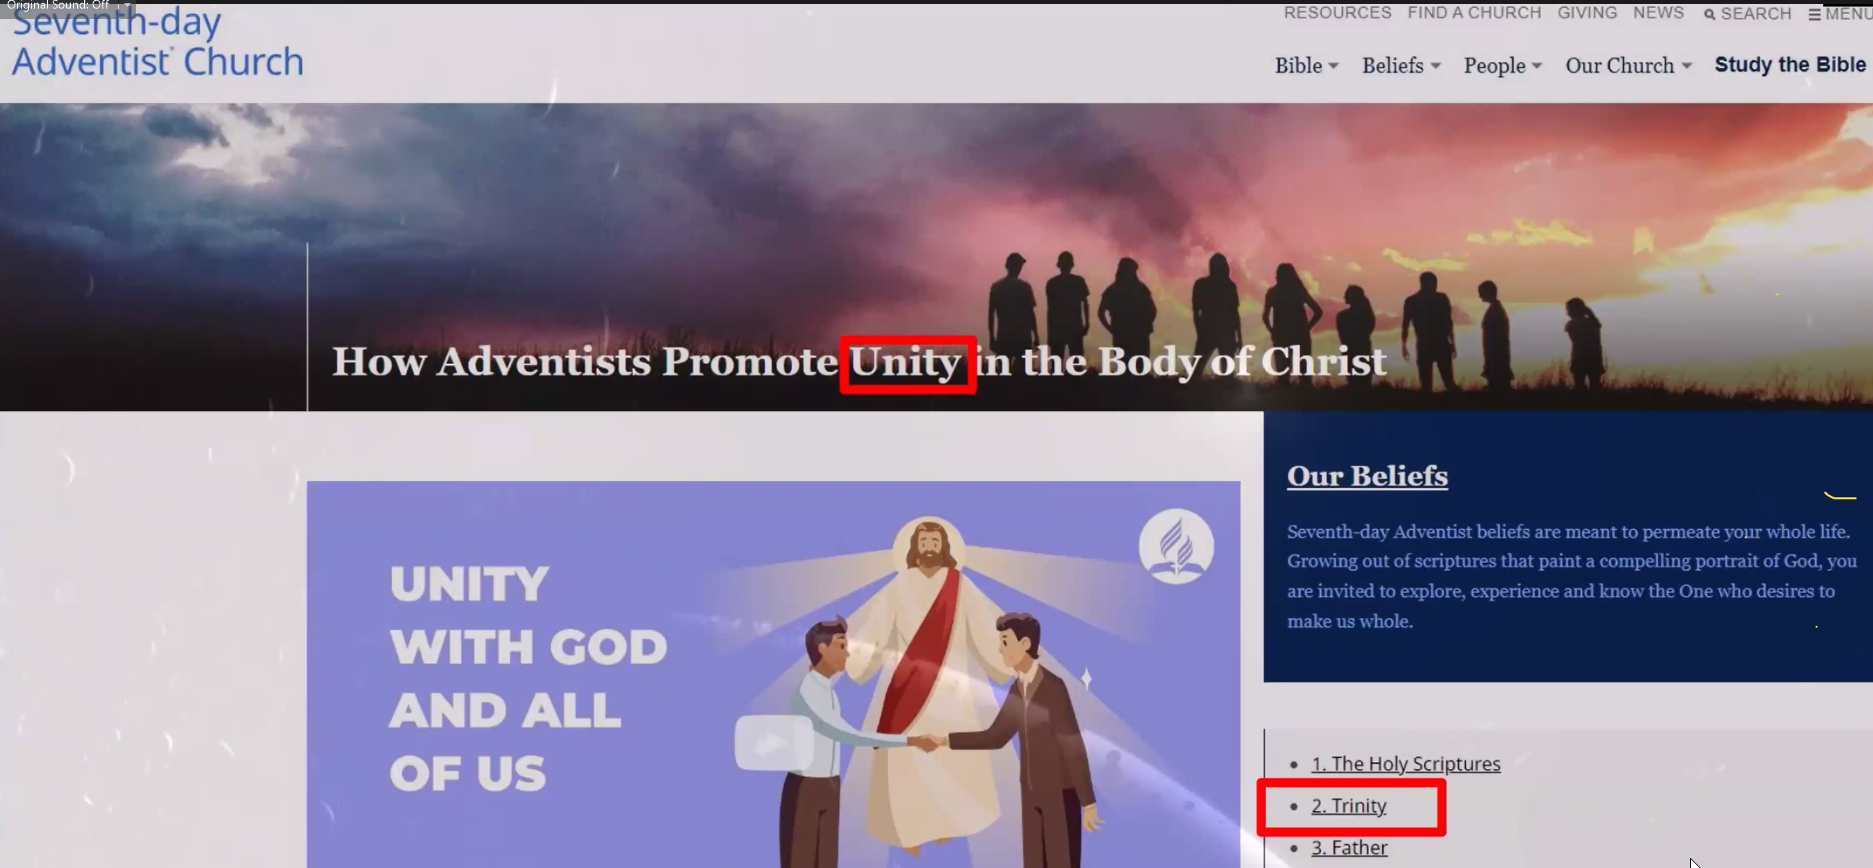 Original Sound: Off
Seventh-day
Adventist Church
RESOURCES FIND A CHURCH GIVING NEWS SEARCH MENU
Bible Beliefs People Our Church Study the Bible
How Adventists Promote Unity in the Body of Christ
UNITY
WITH GOD
AND ALL
OF US
Our Beliefs
Seventh-day Adventist beliefs are meant to permeate your whole life.
Growing out of scriptures that paint a compelling portrait of God, you
are invited to explore, experience and know the One who desires to
make us whole.
1. The Holy Scriptures
2. Trinity
3. Father